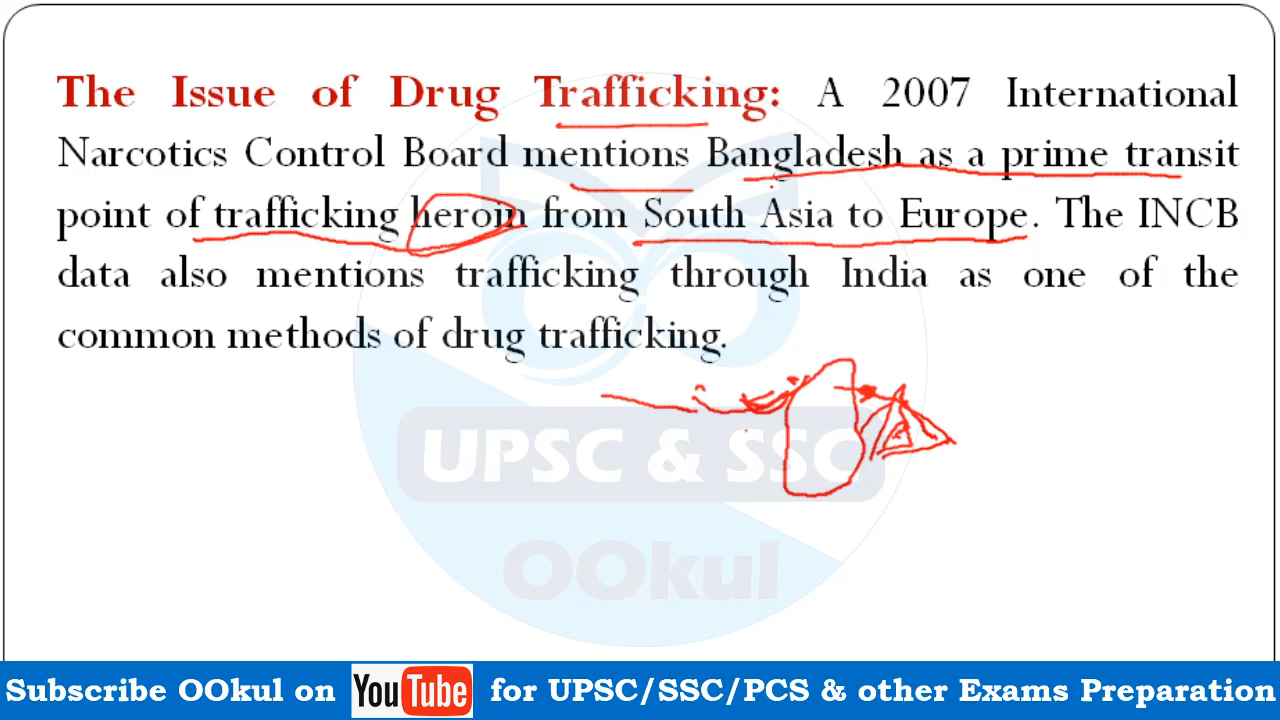 The Issue of Drug Trafficking: A 2007 International
Narcotics Control Board mentions Bangladesh as a prime transit
point of trafficking heroin from South Asia to Europe. The INCB
data also mentions trafficking through India as one of the
common methods of drug trafficking.
UPSC & SSC
OOkul
Subscribe OOkul on YouTube for UPSC/SSC/PCS & other Exams Preparation